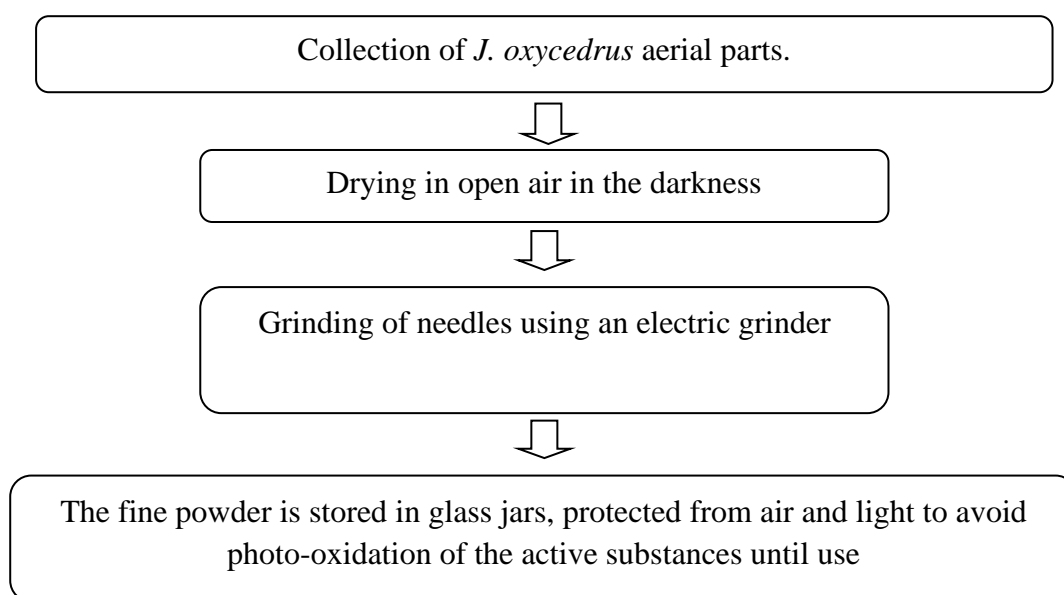 Collection of J. oxycedrus aerial parts.
Drying in open air in the darkness
Grinding of needles using an electric grinder
The fine powder is stored in glass jars, protected from air and light to avoid
photo-oxidation of the active substances until use